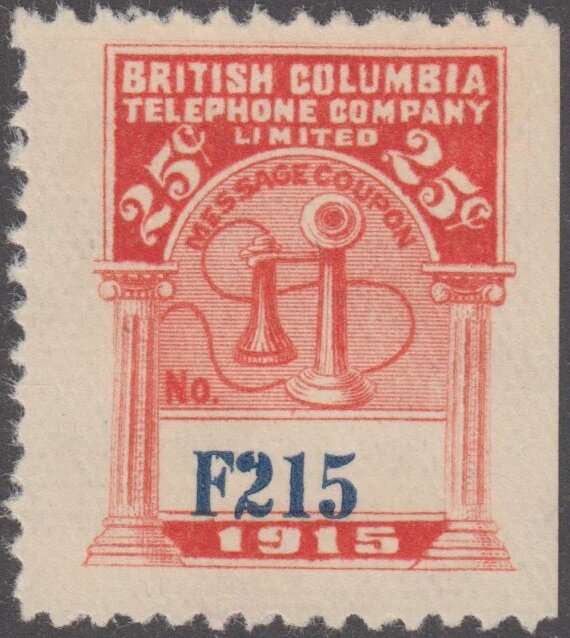 BRITISH COLUMBIA
TELEPHONE COMPANY
LIMITED
25¢ 25¢
MESSAGE COUPON
No.
F215
1915